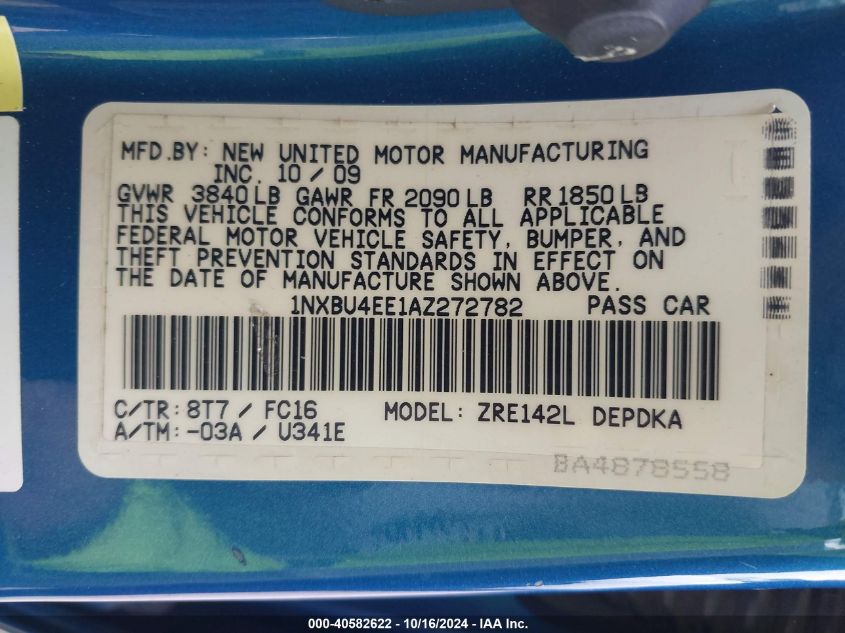 MFD.BY: NEW UNITED MOTOR MANUFACTURING
INC. 10 / 09
GVWR 3840 LB GAWR FR 2090 LB RR 1850 LB
THIS VEHICLE CONFORMS TO ALL APPLICABLE
FEDERAL MOTOR VEHICLE SAFETY, BUMPER, AND
THEFT PREVENTION STANDARDS IN EFFECT ON
THE DATE OF MANUFACTURE SHOWN ABOVE.
1NXBU4EE1AZ272782 PASS CAR
C/TR: 8T7 / FC16 MODEL: ZRE142L DEPDKA
A/TM: -03A / U341E
BA4878558
000-40582622 - 10/16/2024 - IAA Inc.